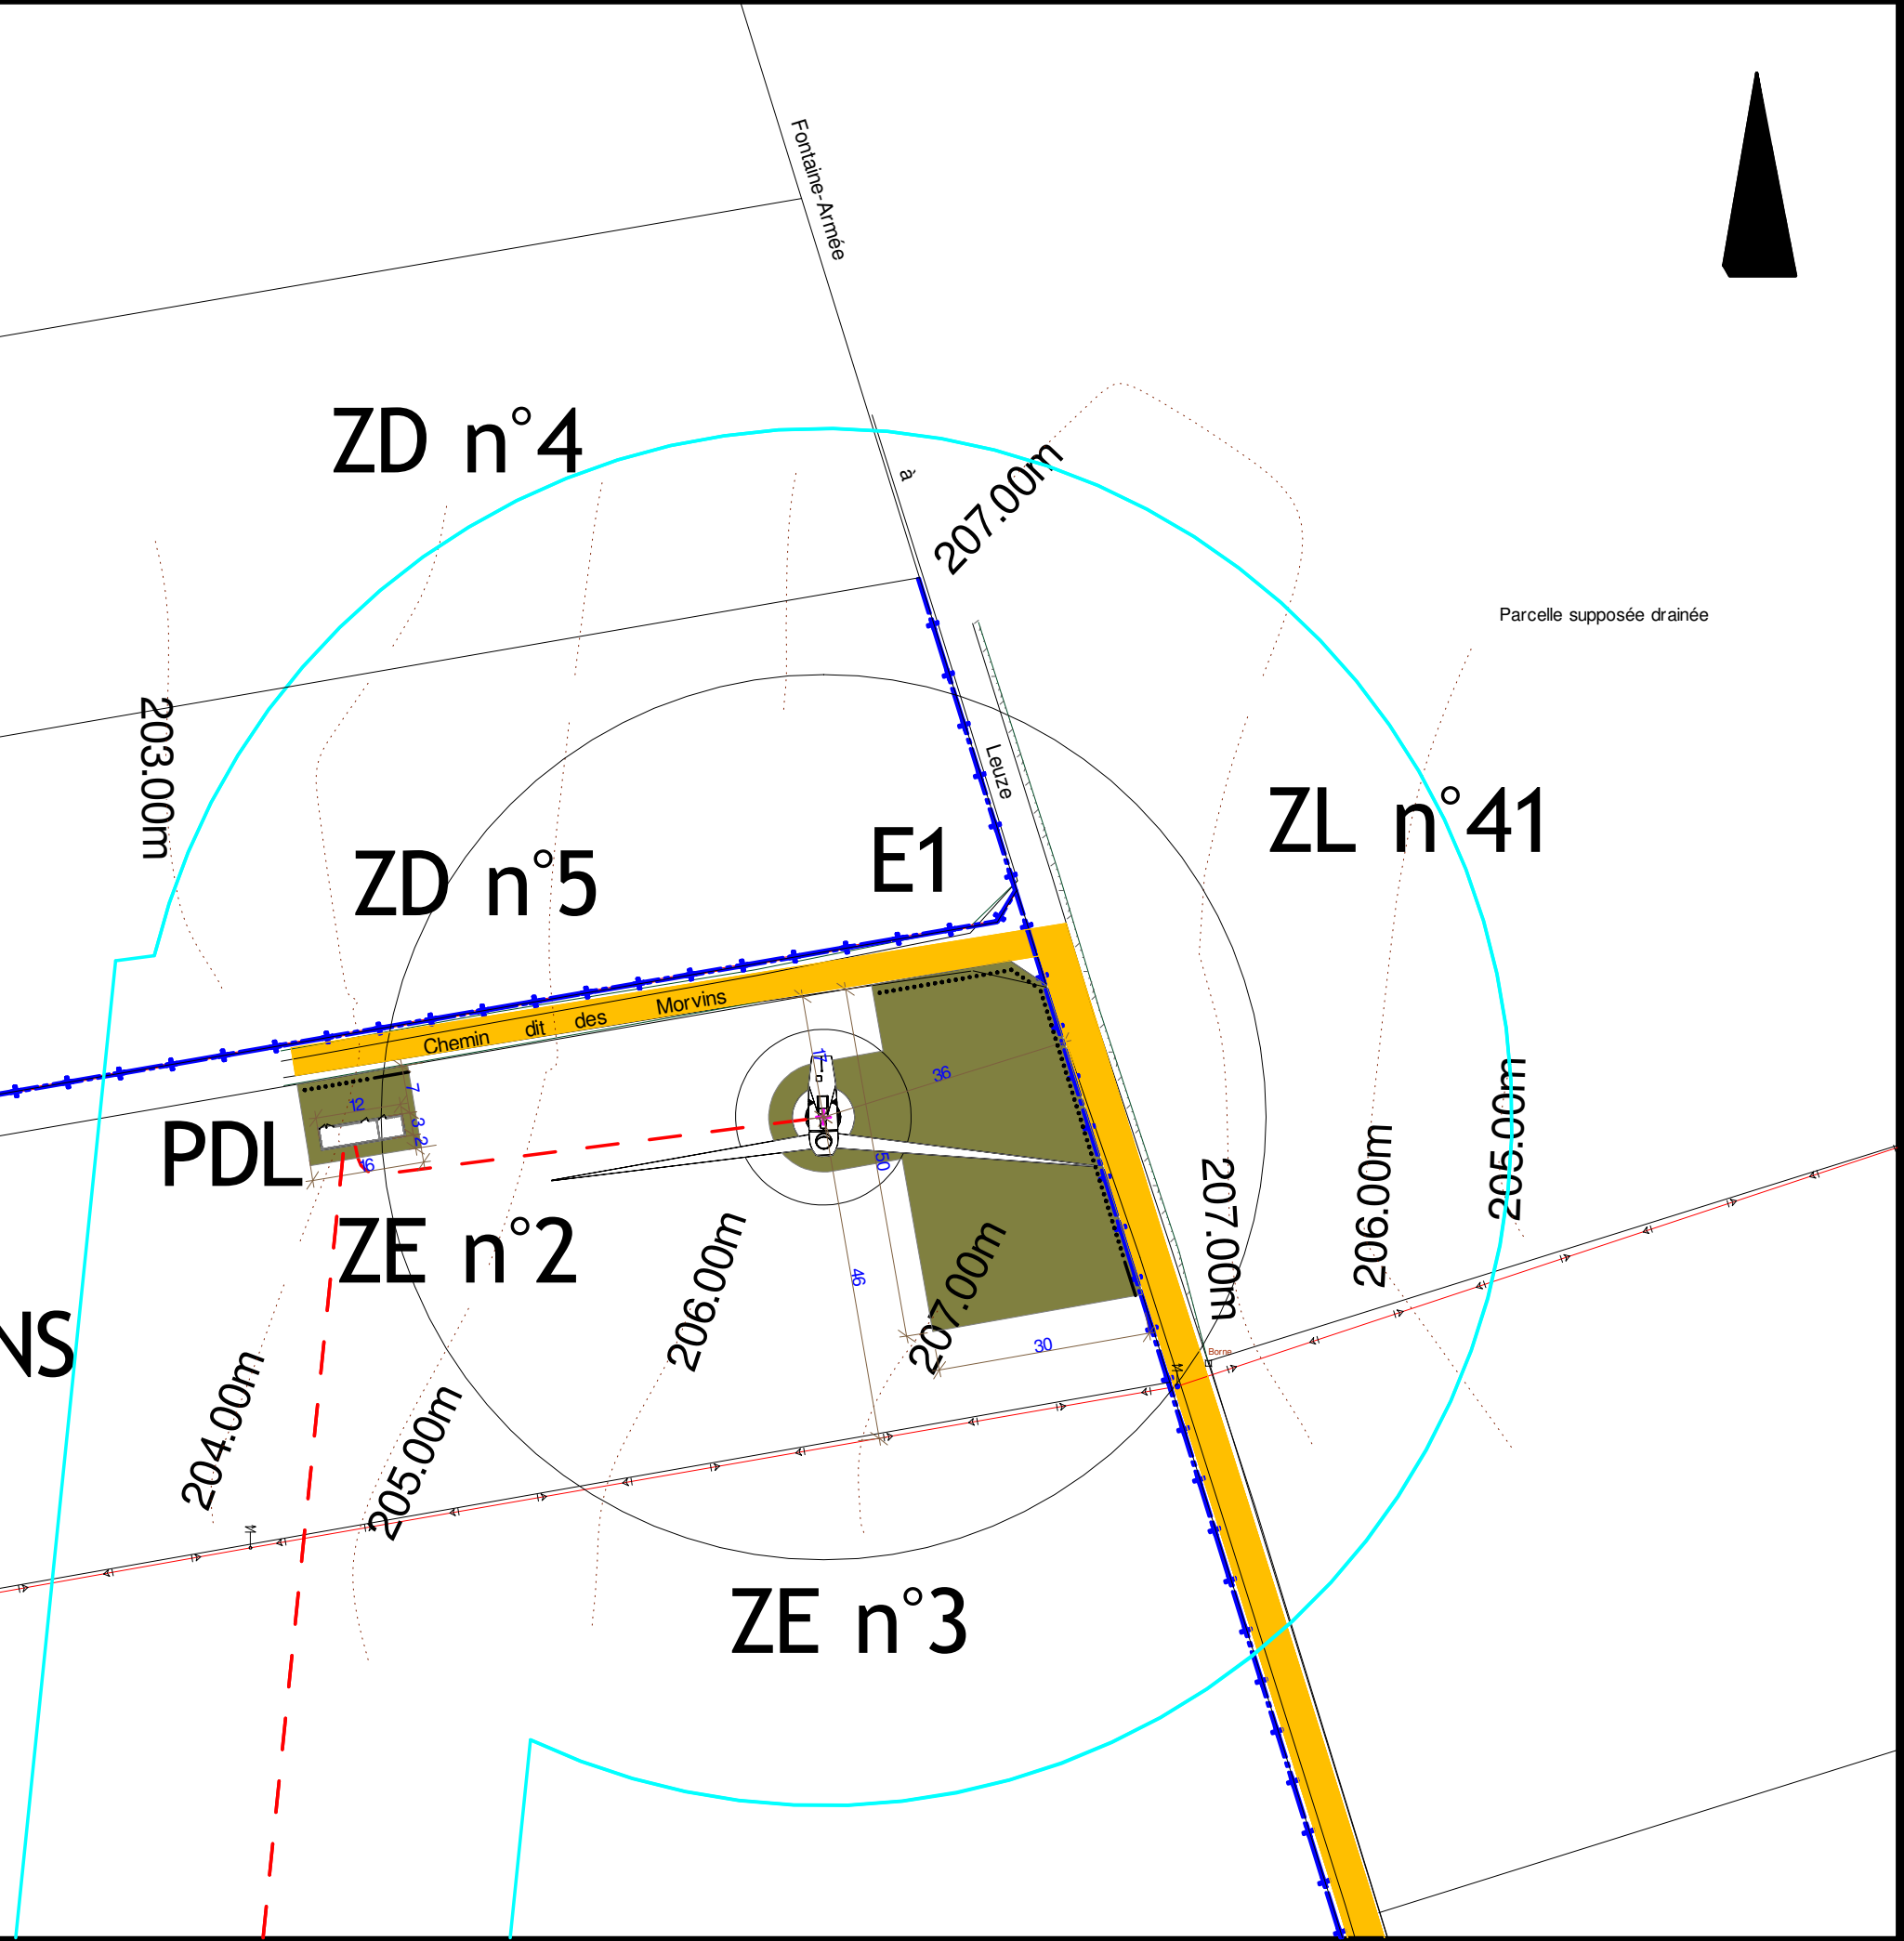 Fontaine-Armée
ZD n°4
à
207.00m
Parcelle supposée drainée
203.00m
Leuze
ZL n°41
E1
ZD n°5
Chemin dit des Morvins
17
36
7
12
3
2
16
PDL
50
205.00m
206.00m
207.00m
ZE n°2
206.00m
207.00m
46
NS
30
Borne
M
204.00m
205.00m
M
ZE n°3